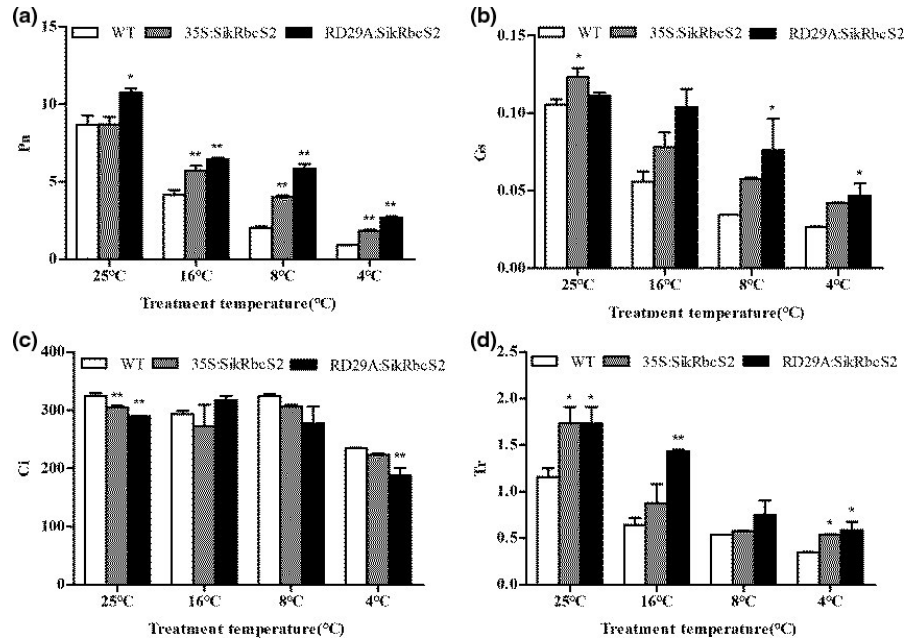 (a)
WT 35S:SikRbcS2 RD29A:SikRbcS2
15
10
5
0
Pn
*
** **
** **
** **
25°C 16°C 8°C 4°C
Treatment temperature(°C)
(b)
WT 35S:SikRbcS2 RD29A:SikRbcS2
0.15
0.10
0.05
0.00
Gs
*
*
*
25°C 16°C 8°C 4°C
Treatment temperature(°C)
(c)
WT 35S:SikRbcS2 RD29A:SikRbcS2
400
300
200
100
0
Ci
** **
**
25°C 16°C 8°C 4°C
Treatment temperature(°C)
(d)
WT 35S:SikRbcS2 RD29A:SikRbcS2
2.5
2.0
1.5
1.0
0.5
0.0
Tr
* *
**
* *
25°C 16°C 8°C 4°C
Treatment temperature(°C)